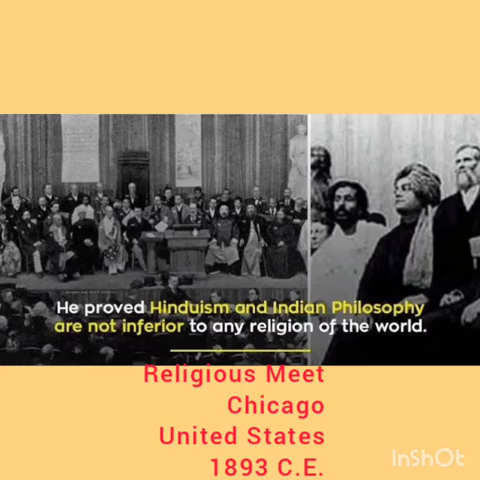 He proved Hinduism and Indian Philosophy
are not inferior to any religion of the world.
Religious Meet
Chicago
United States
1893 C.E.
InShOt